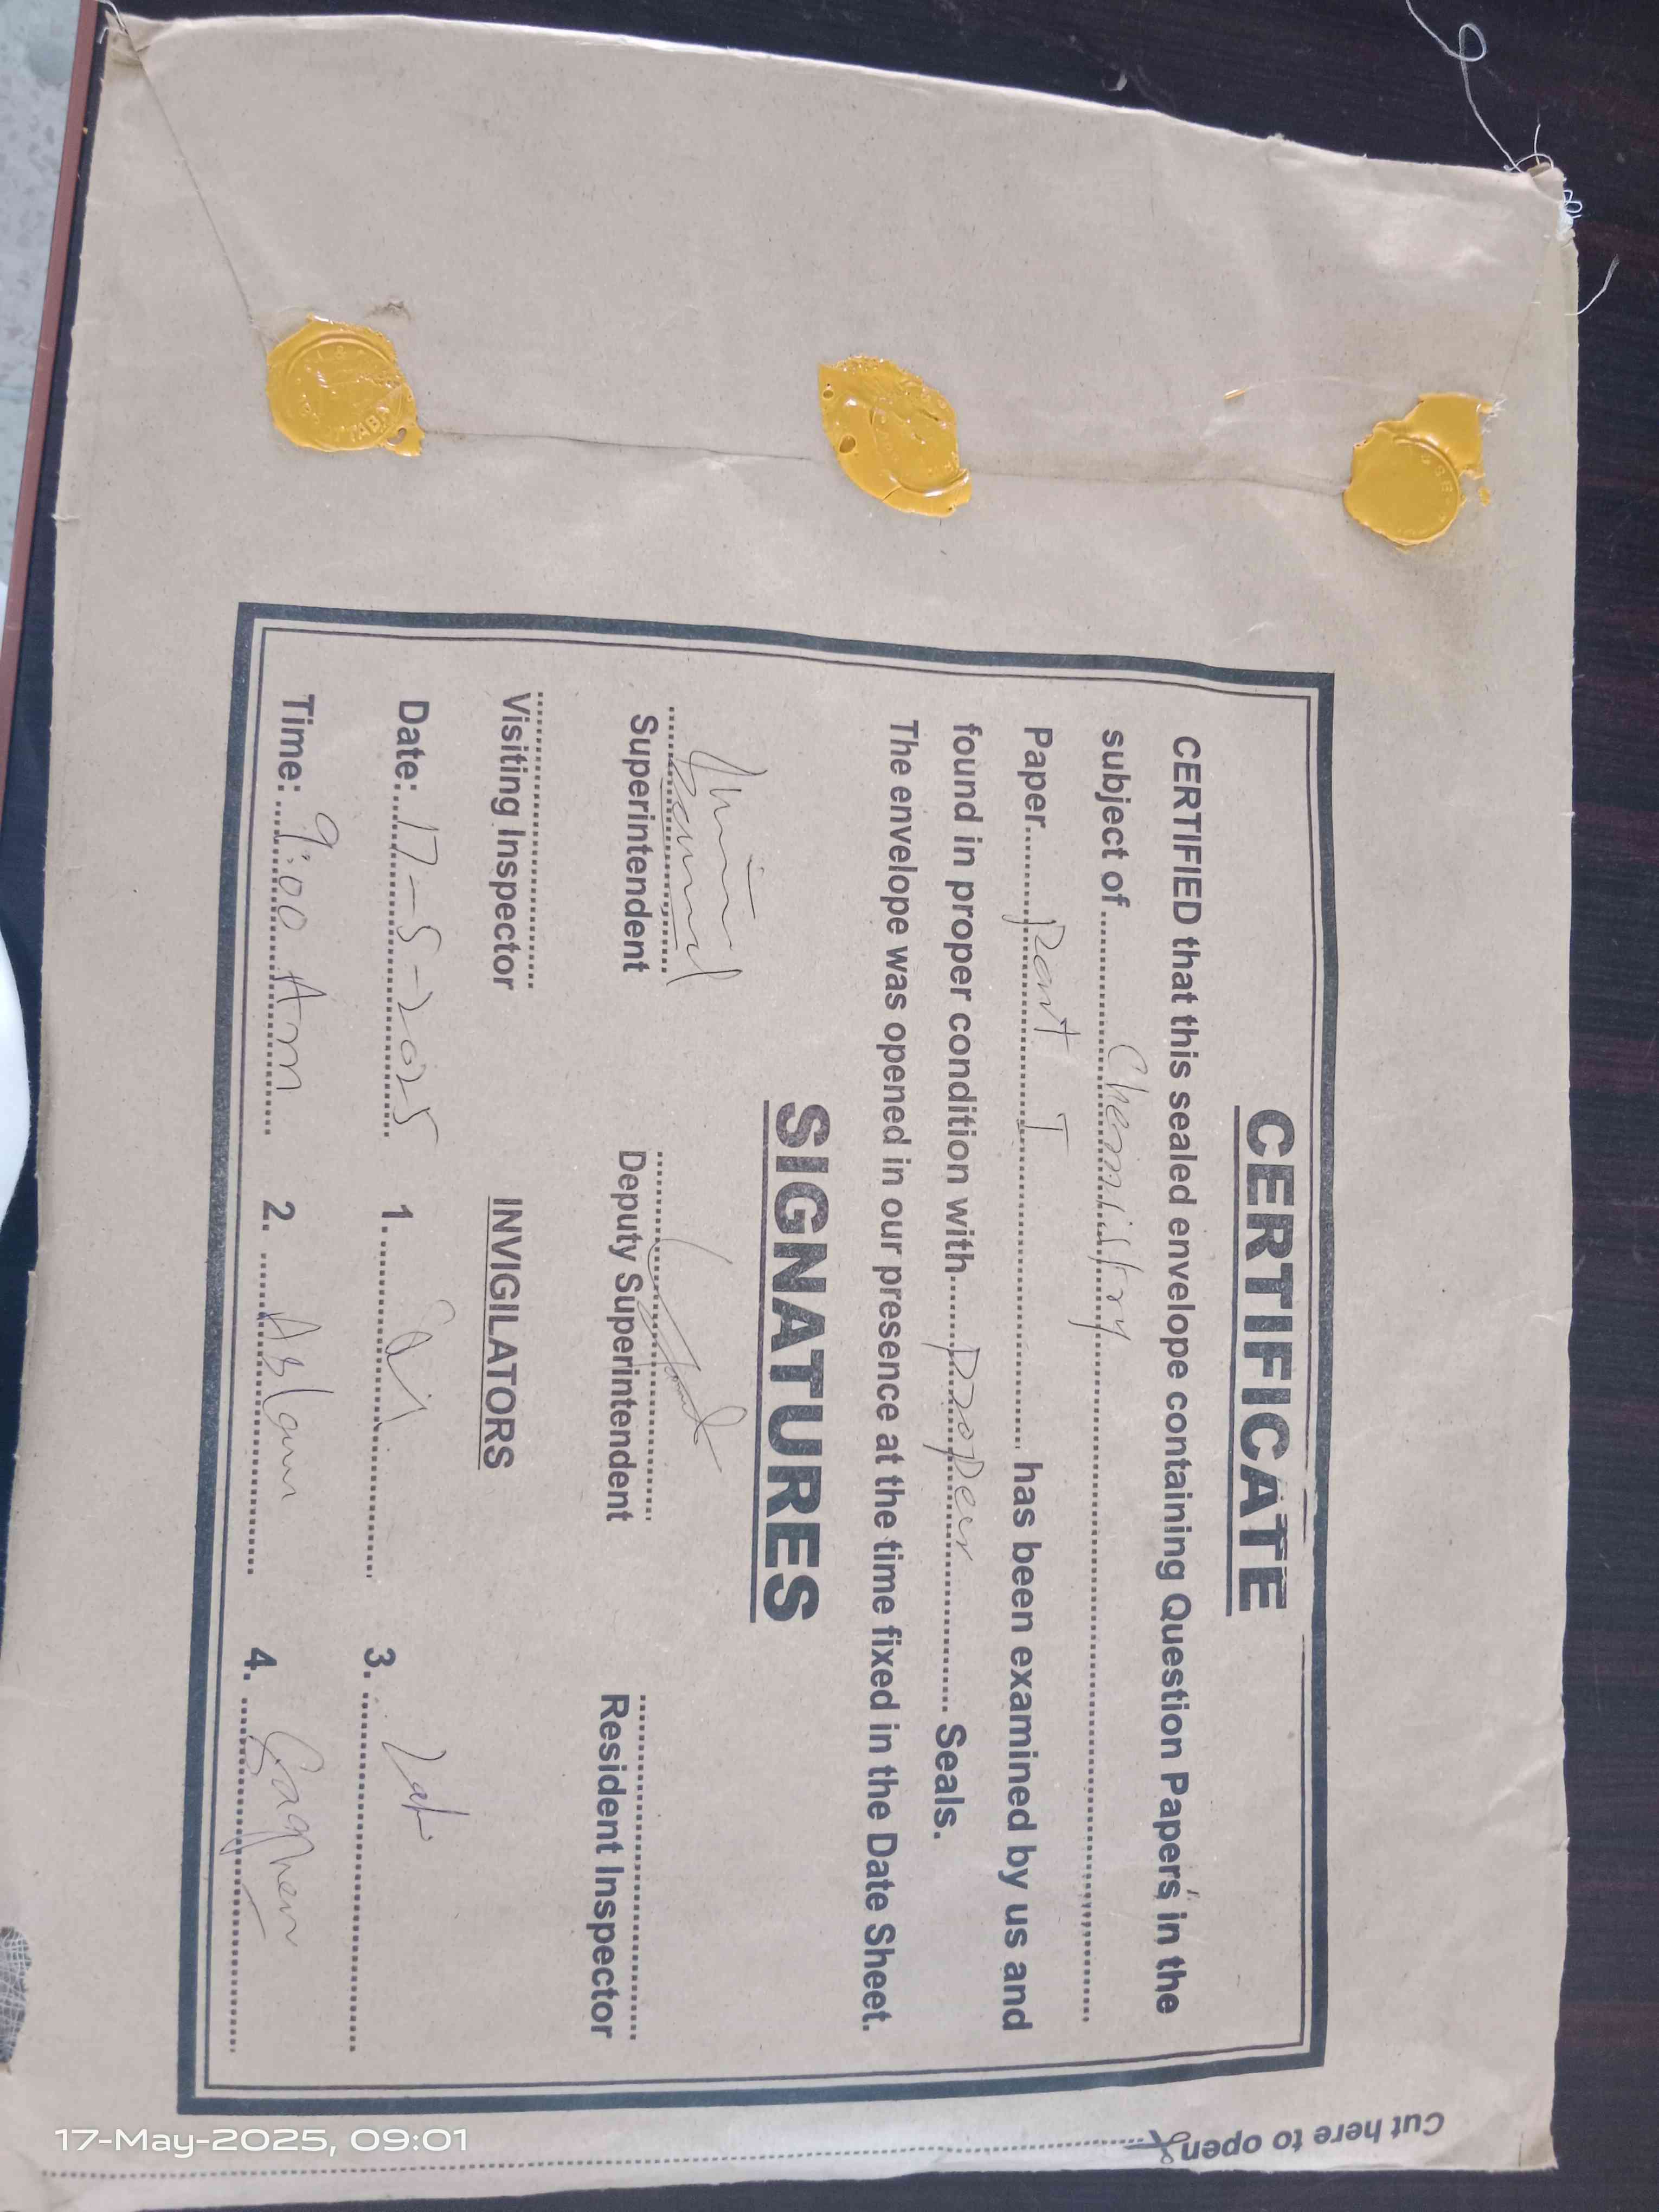 CERTIFICATE
CERTIFIED that this sealed envelope containing Question Papers in the
subject of Chemistry
Paper part I has been examined by us and
found in proper condition with proper Seals.
The envelope was opened in our presence at the time fixed in the Date Sheet.
SIGNATURES
Superintendent Deputy Superintendent Resident Inspector
Visiting Inspector INVIGILATORS
Date: 17-5-2025 1. 3.
Time: 9:00 Am 2. Aslam 4.
Cut here to open
17-May-2025, 09:01